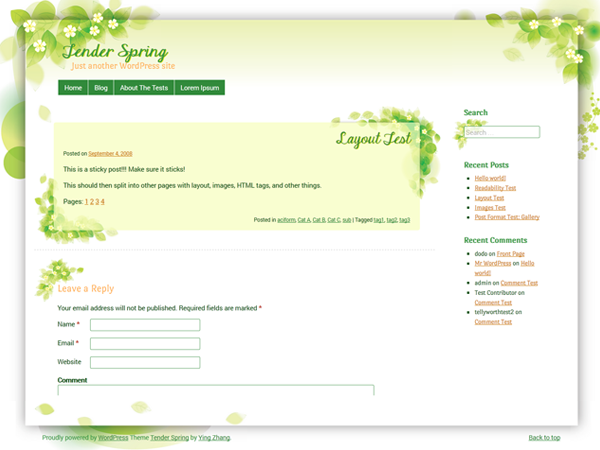 Tender Spring
Just another WordPress site
Home Blog About The Tests Lorem Ipsum
Layout Test
Posted on September 4, 2008
This is a sticky post!!! Make sure it sticks!
This should then split into other pages with layout, images, HTML tags, and other things.
Pages: 1 2 3 4
Posted in aciform, Cat A, Cat B, Cat C, sub | Tagged tag1, tag2, tag3
Leave a Reply
Your email address will not be published. Required fields are marked *
Name *
Email *
Website
Comment
Search
Search ...
Recent Posts
Hello world!
Readability Test
Layout Test
Images Test
Post Format Test: Gallery
Recent Comments
dodo on Front Page
Mr WordPress on Hello
world!
admin on Comment Test
Test Contributor on
Comment Test
tellyworthtest2 on
Comment Test
Proudly powered by WordPress Theme Tender Spring by Ying Zhang.
Back to top